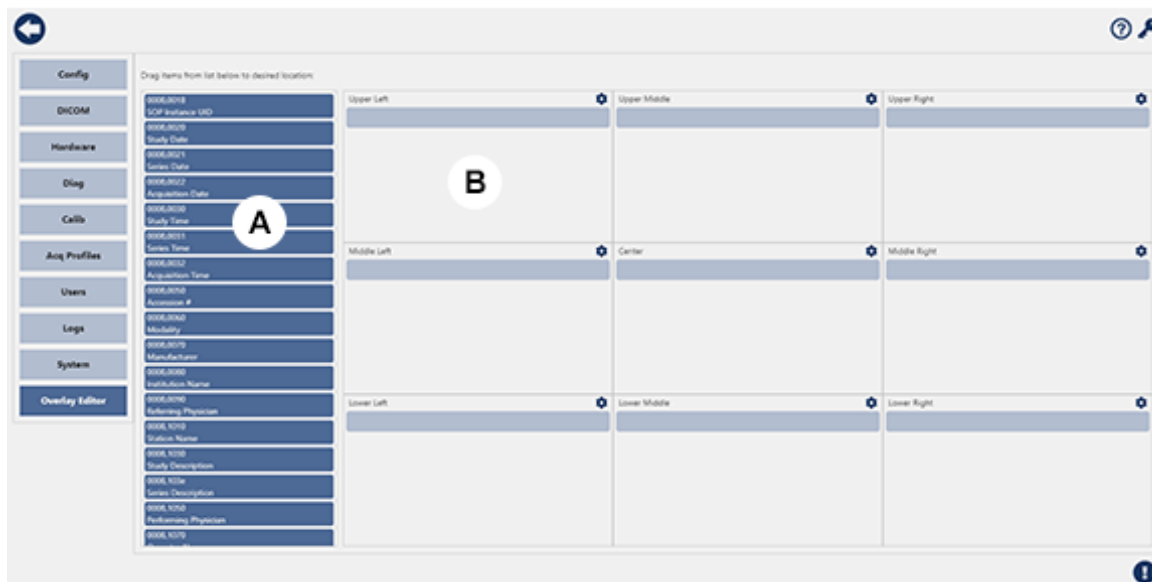 Config
DICOM
Hardware
Diag
Calib
Acq Profiles
Users
Logs
System
Overlay Editor
Drag items from list below to desired location:
0008,0018
SOP Instance UID
0008,0020
Study Date
0008,0021
Series Date
0008,0022
Acquisition Date
0008,0030
Study Time
0008,0031
Series Time
0008,0032
Acquisition Time
0008,0050
Accession #
0008,0060
Modality
0008,0070
Manufacturer
0008,0080
Institution Name
0008,0090
Referring Physician
0008,1010
Station Name
0008,1030
Study Description
0008,103e
Series Description
0008,1050
Performing Physician
0008,1070
A
Upper Left
Upper Middle
Upper Right
B
Middle Left
Center
Middle Right
Lower Left
Lower Middle
Lower Right